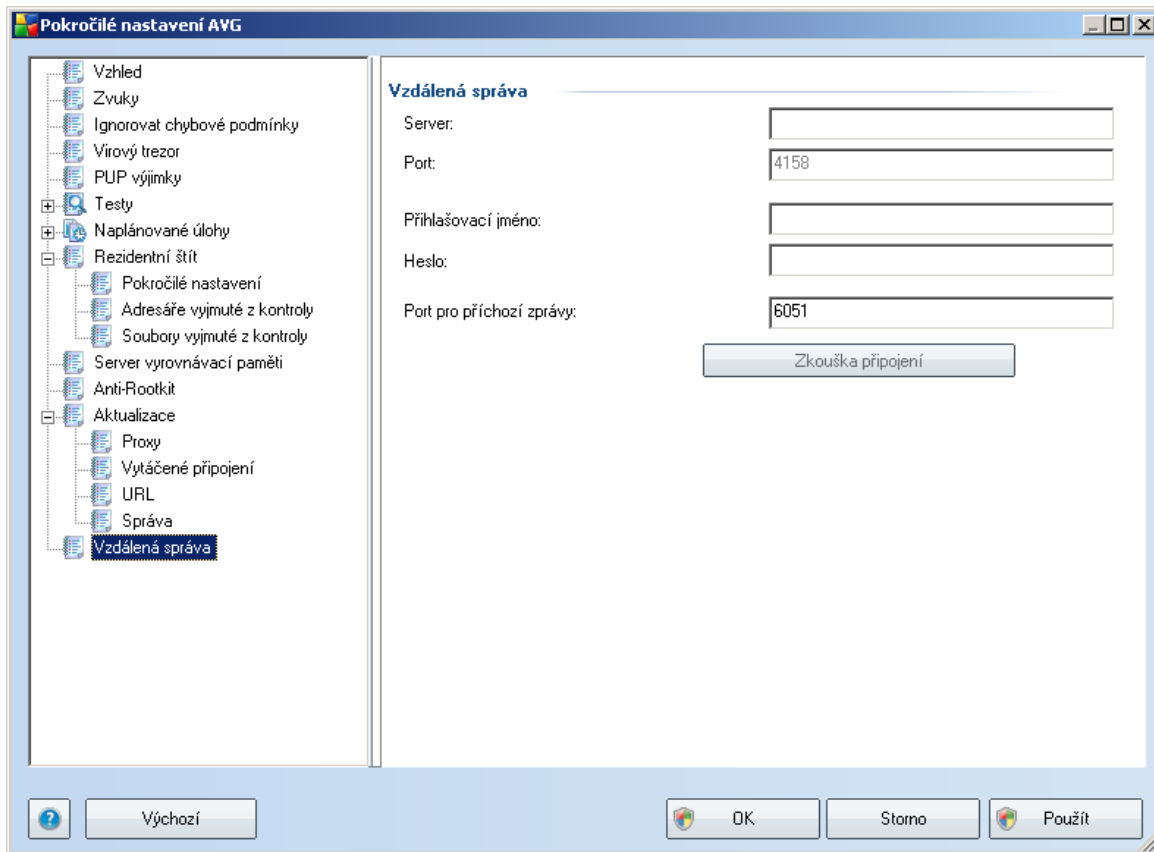 Pokročilé nastavení AVG
Vzhled
Zvuky
Ignorovat chybové podmínky
Virový trezor
PUP výjimky
Testy
Naplánované úlohy
Rezidentní štít
Pokročilé nastavení
Adresáře vyjmuté z kontroly
Soubory vyjmuté z kontroly
Server vyrovnávací paměti
Anti-Rootkit
Aktualizace
Proxy
Vytáčené připojení
URL
Správa
Vzdálená správa
Vzdálená správa
Server:
Port: 4158
Přihlašovací jméno:
Heslo:
Port pro příchozí zprávy: 6051
Zkouška připojení
Výchozí
OK
Storno
Použít